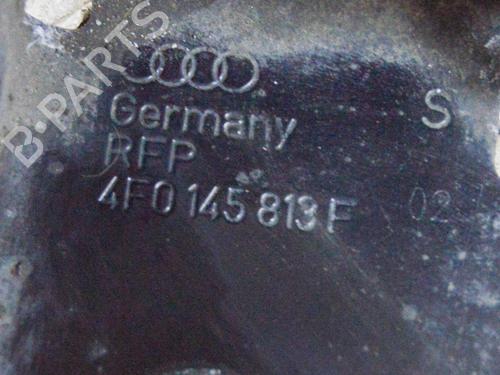 B-PARTS
Germany S
RFP
4F0 145 813 F 02